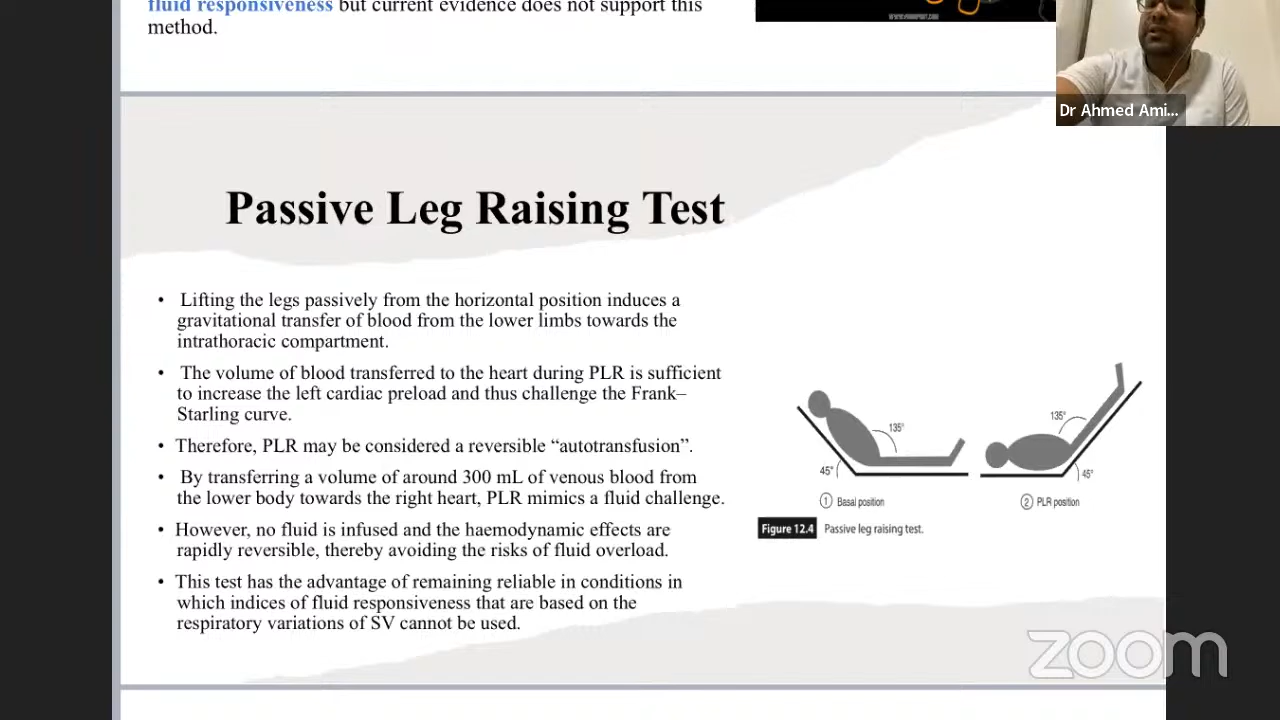 fluid responsiveness but current evidence does not support this
method.
Dr Ahmed Ami...
Passive Leg Raising Test
• Lifting the legs passively from the horizontal position induces a
gravitational transfer of blood from the lower limbs towards the
intrathoracic compartment.
• The volume of blood transferred to the heart during PLR is sufficient
to increase the left cardiac preload and thus challenge the Frank–
Starling curve.
• Therefore, PLR may be considered a reversible “autotransfusion”.
• By transferring a volume of around 300 mL of venous blood from
the lower body towards the right heart, PLR mimics a fluid challenge.
• However, no fluid is infused and the haemodynamic effects are
rapidly reversible, thereby avoiding the risks of fluid overload.
• This test has the advantage of remaining reliable in conditions in
which indices of fluid responsiveness that are based on the
respiratory variations of SV cannot be used.
135°
45°
① Basal position
135°
45°
② PLR position
Figure 12.4 Passive leg raising test.
zoom